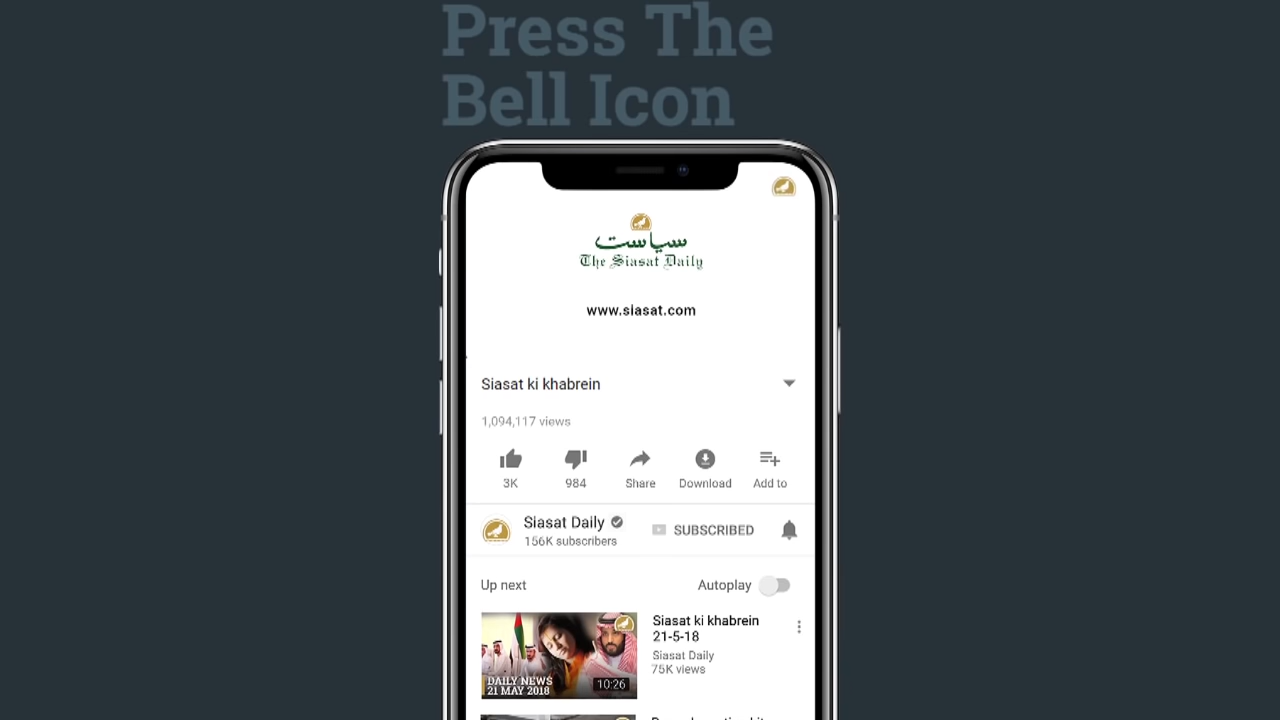 Press The
Bell Icon
سیاست
The Siasat Daily
www.siasat.com
Siasat ki khabrein
1,094,117 views
3K
984
Share
Download
Add to
Siasat Daily
SUBSCRIBED
156K subscribers
Up next
Autoplay
Siasat ki khabrein
21-5-18
Siasat Daily
75K views
DAILY NEWS
21 MAY 2018
10:26